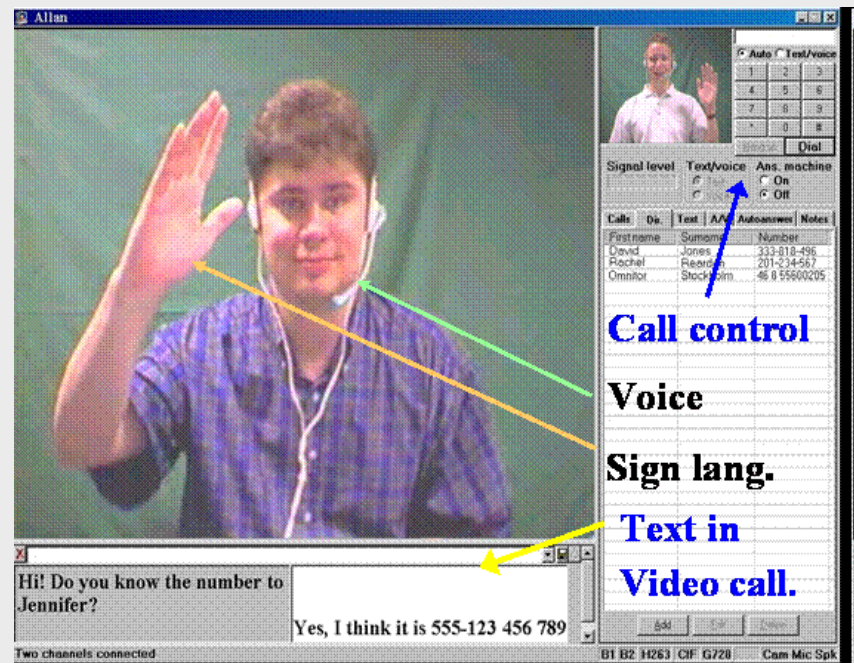 Allan
Auto Text/voice
1 2 3
4 5 6
7 8 9
* 0 #
Dial
Signal level Text/voice Ans. machine
On
Off
Calls Dir. Text A/V Autoanswer Notes
First name Surname Number
David Jones 333-818-496
Rachel Reardon 201-234-567
Omnitor Stockholm 46 8 55600205
Call control
Voice
Sign lang.
Text in
Video call.
X
Hi! Do you know the number to
Jennifer?
Yes, I think it is 555-123 456 789
Add Edit Delete
Two channels connected
B1 B2 H263 CIF G728 Cam Mic Spk